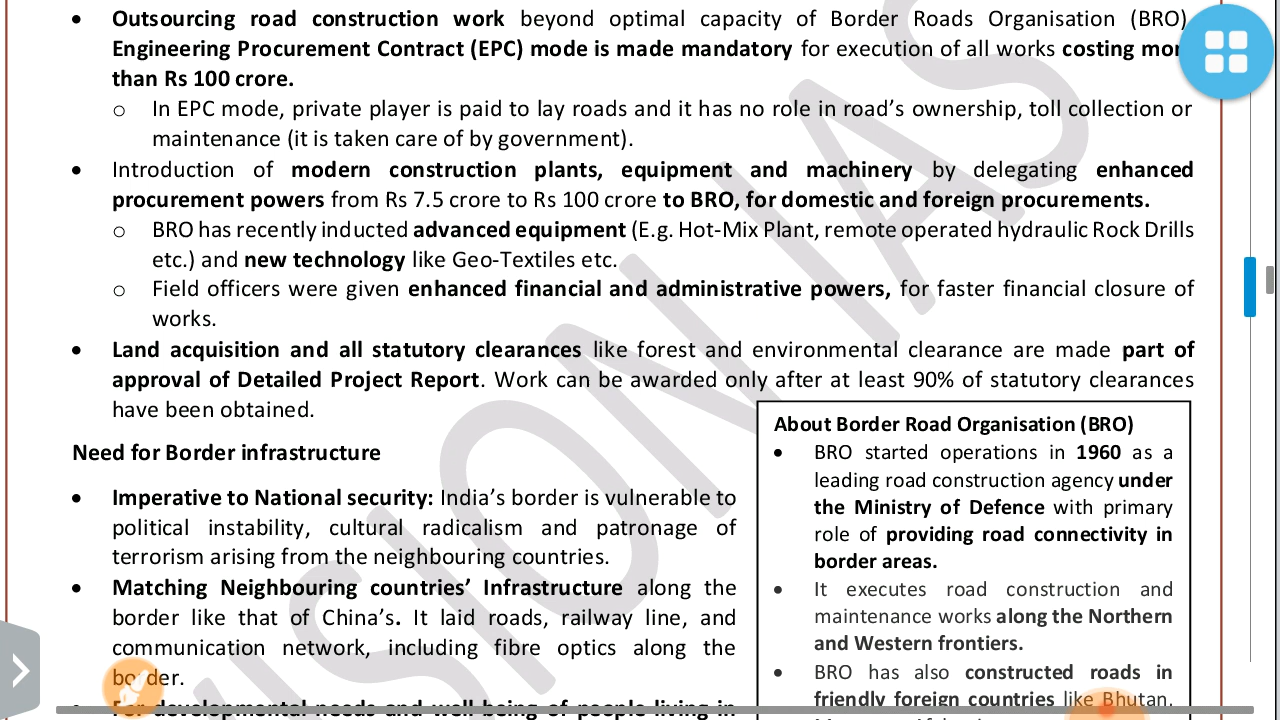 • Outsourcing road construction work beyond optimal capacity of Border Roads Organisation (BRO)
Engineering Procurement Contract (EPC) mode is made mandatory for execution of all works costing more
than Rs 100 crore.
o In EPC mode, private player is paid to lay roads and it has no role in road’s ownership, toll collection or
maintenance (it is taken care of by government).
• Introduction of modern construction plants, equipment and machinery by delegating enhanced
procurement powers from Rs 7.5 crore to Rs 100 crore to BRO, for domestic and foreign procurements.
o BRO has recently inducted advanced equipment (E.g. Hot-Mix Plant, remote operated hydraulic Rock Drills
etc.) and new technology like Geo-Textiles etc.
o Field officers were given enhanced financial and administrative powers, for faster financial closure of
works.
• Land acquisition and all statutory clearances like forest and environmental clearance are made part of
approval of Detailed Project Report. Work can be awarded only after at least 90% of statutory clearances
have been obtained.
Need for Border infrastructure
• Imperative to National security: India’s border is vulnerable to
political instability, cultural radicalism and patronage of
terrorism arising from the neighbouring countries.
• Matching Neighbouring countries’ Infrastructure along the
border like that of China’s. It laid roads, railway line, and
communication network, including fibre optics along the
border.
• For developmental needs and well-being of people living in
About Border Road Organisation (BRO)
• BRO started operations in 1960 as a
leading road construction agency under
the Ministry of Defence with primary
role of providing road connectivity in
border areas.
• It executes road construction and
maintenance works along the Northern
and Western frontiers.
• BRO has also constructed roads in
friendly foreign countries like Bhutan,
VISION IAS